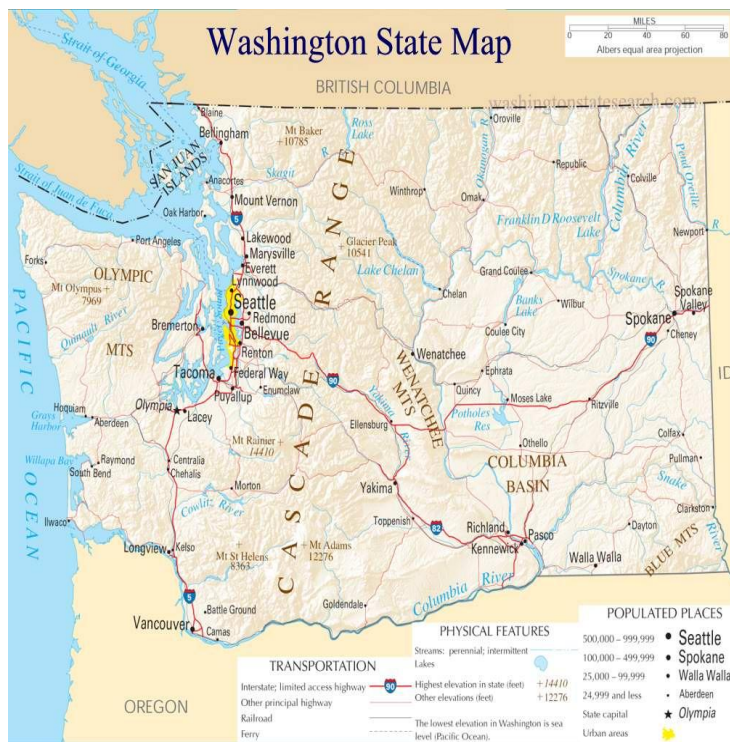 Washington State Map
MILES
0 20 40 60 80
Albers equal area projection
BRITISH COLUMBIA
washingtonstatesearch.com
Strait of Georgia
Blaine
Bellingham
Mt Baker
+10785
Ross
Lake
Oroville
Okanogan R
Republic
Columbia River
Colville
Pend Oreille
R
SAN JUAN
ISLANDS
Skagit
R
Anacortes
Winthrop
Omak
Strait of Juan de Fuca
Oak Harbor
Mount Vernon
5
Franklin D Roosevelt
Lake
Newport
Port Angeles
Lakewood
Marysville
Everett
Glacier Peak
10541
Lake Chelan
Grand Coulee
Spokane R
Forks
OLYMPIC
MTS
Mt Olympus +
7969
Lynnwood
Seattle
Redmond
Bellevue
Renton
Puget Sound
Bremerton
Chelan
Banks
Lake
Wilbur
Spokane
Spokane
Valley
Cheney
90
Coulee City
Quinault River
PACIFIC
OCEAN
Tacoma
Federal Way
Puyallup
Enumclaw
90
Wenatchee
WENATCHEE
MTS
Ephrata
Quincy
Moses Lake
Ritzville
ID
Olympia
Lacey
Hoquiam
Grays
Harbor
Aberdeen
Yakima
River
Ellensburg
Potholes
Res
CASCADE RANGE
Mt Rainier +
14410
Othello
Colfax
Willapa Bay
Raymond
South Bend
Centralia
Chehalis
Morton
COLUMBIA
BASIN
Pullman
Snake
River
Yakima
Cowlitz River
Clarkston
Ilwaco
Toppenish
82
Richland
Pasco
Kennewick
Dayton
Longview
Kelso
Mt St Helens
8363
+ Mt Adams
12276
Walla Walla
BLUE MTS
Goldendale
Columbia River
5
Battle Ground
Vancouver
Camas
OREGON
TRANSPORTATION
Interstate; limited access highway
90
Other principal highway
Railroad
Ferry
PHYSICAL FEATURES
Streams: perennial; intermittent
Lakes
Highest elevation in state (feet) +14410
Other elevations (feet) +12276
The lowest elevation in Washington is sea
level (Pacific Ocean).
POPULATED PLACES
500,000 – 999,999 Seattle
100,000 – 499,999 Spokane
25,000 – 99,999 Walla Walla
24,999 and less Aberdeen
State capital Olympia
Urban areas